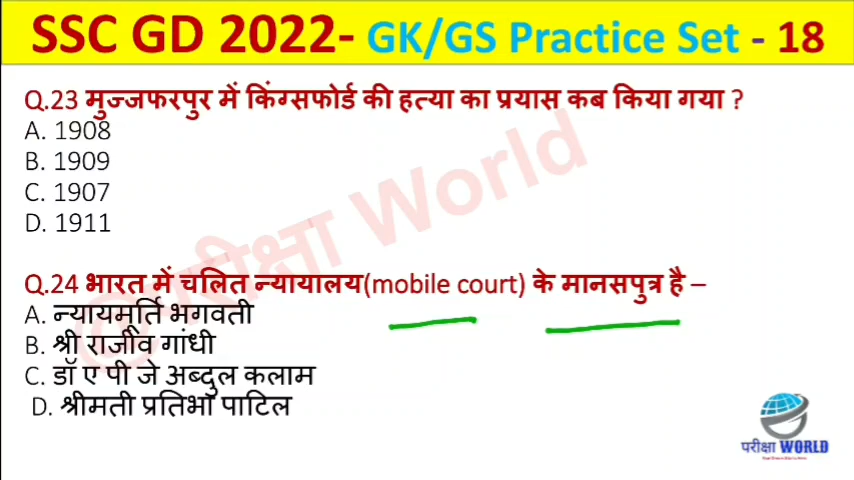 SSC GD 2022- GK/GS Practice Set - 18
Q.23 मुज्जफरपुर में किंग्सफोर्ड की हत्या का प्रयास कब किया गया ?
A. 1908
B. 1909
C. 1907
D. 1911
Q.24 भारत में चलित न्यायालय(mobile court) के मानसपुत्र है –
A. न्यायमूर्ति भगवती
B. श्री राजीव गांधी
C. डॉ ए पी जे अब्दुल कलाम
D. श्रीमती प्रतिभा पाटिल
@परीक्षा World
परीक्षा WORLD